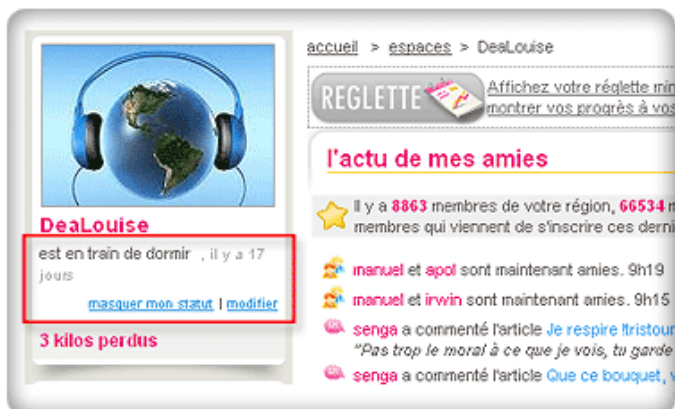 accueil > espaces > DeaLouise
REGLETTE
Affichez votre réglette
montrer vos progrès à vos
l'actu de mes amies
Il y a 8863 membres de votre région, 66534
membres qui viennent de s'inscrire ces
DeaLouise
est en train de dormir , il y a 17
jours
masquer mon statut | modifier
3 kilos perdus
manuel et apol sont maintenant amies. 9h19
manuel et irwin sont maintenant amies. 9h15
senga a commenté l'article Je respire
"Pas trop le moral à ce que je vois, tu garde
senga a commenté l'article Que ce bouquet,